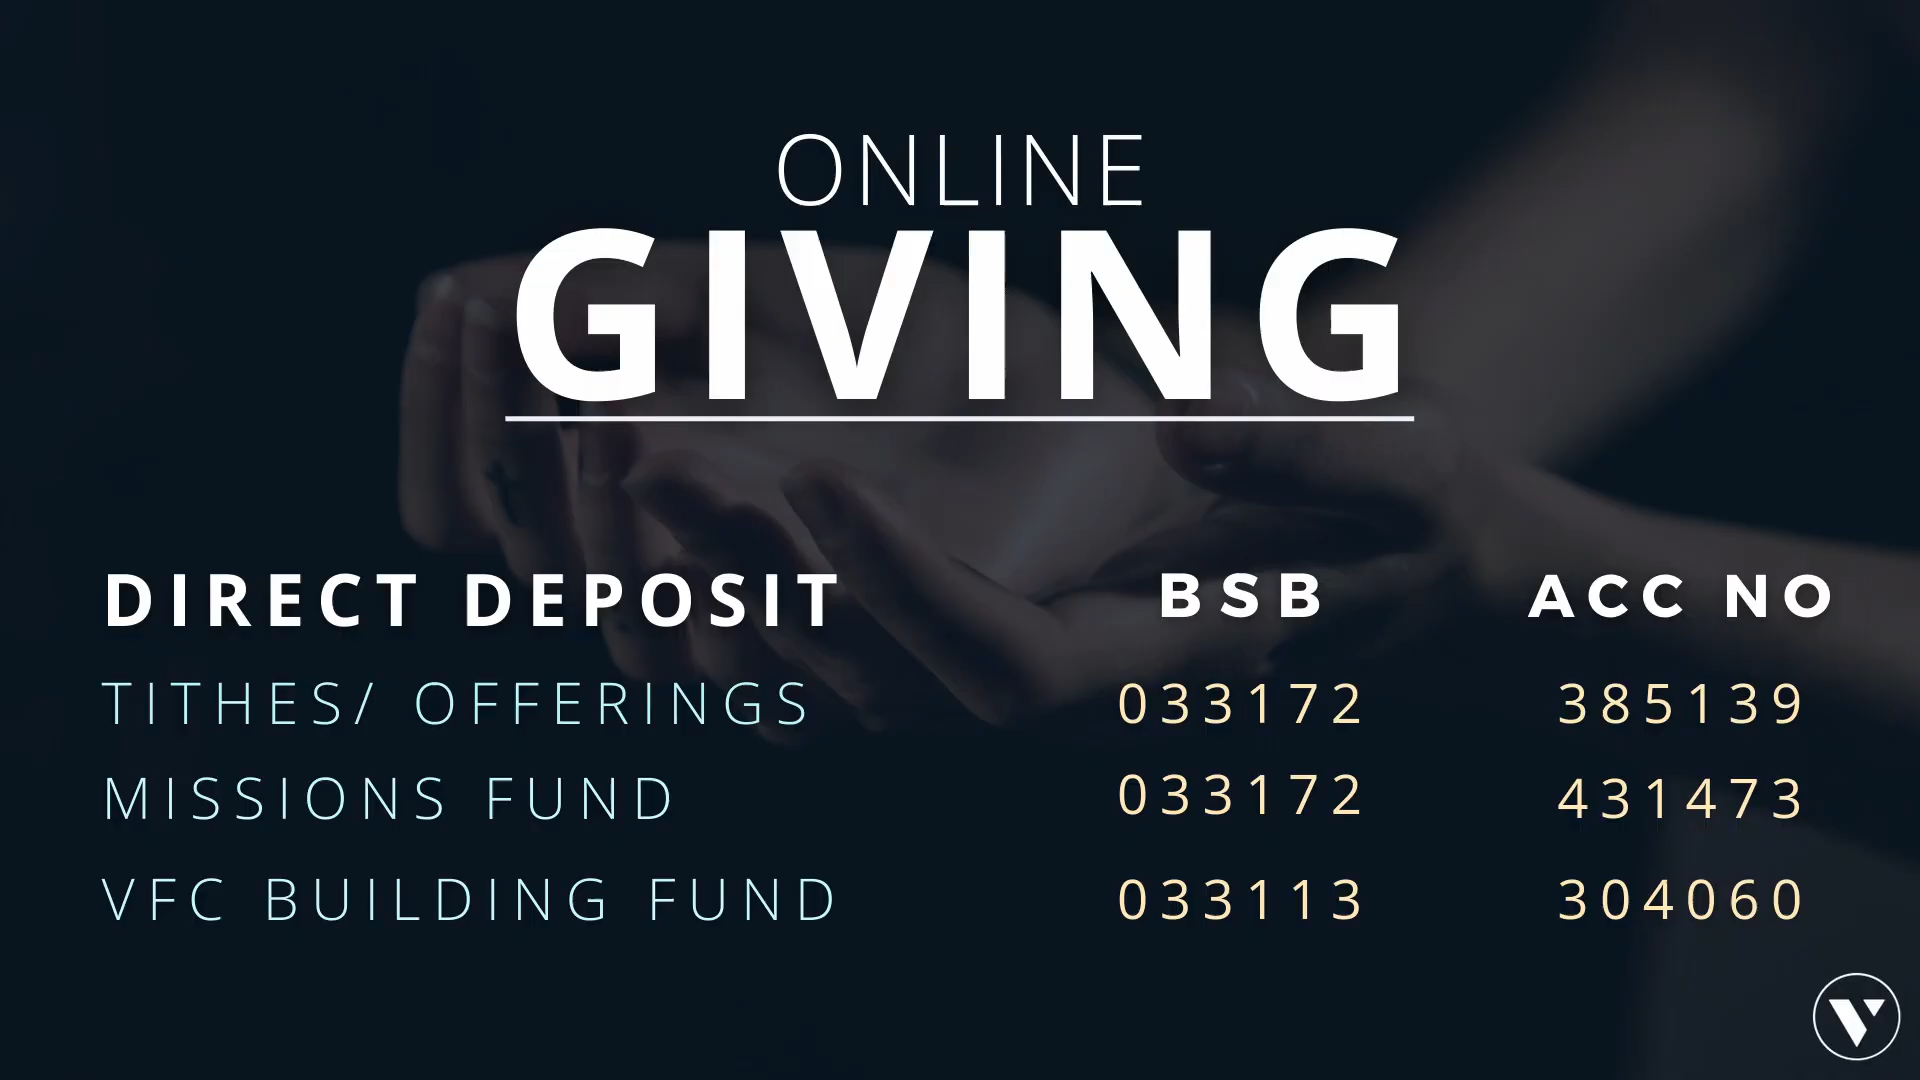 ONLINE
GIVING
DIRECT DEPOSIT BSB ACC NO
TITHES/ OFFERINGS 033172 385139
MISSIONS FUND 033172 431473
VFC BUILDING FUND 033113 304060